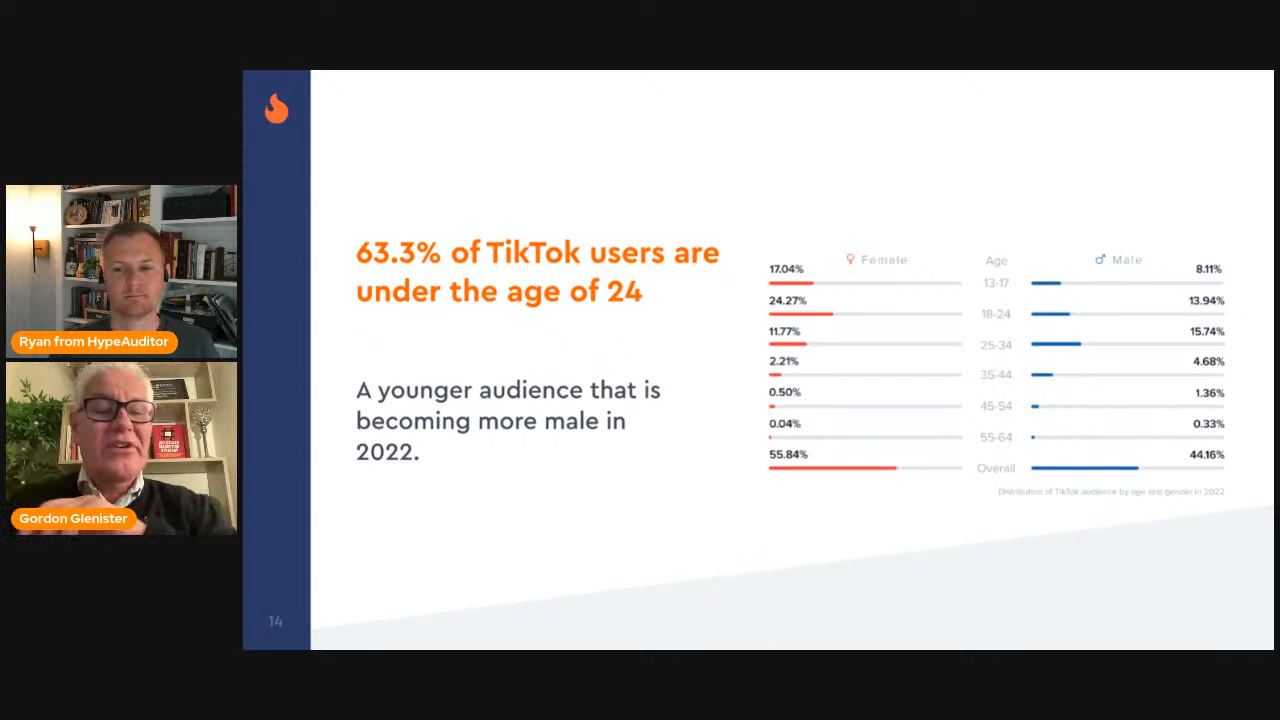 63.3% of TikTok users are
under the age of 24
A younger audience that is
becoming more male in
2022.
Female Age Male
17.04% 13-17 8.11%
24.27% 18-24 13.94%
11.77% 25-34 15.74%
2.21% 35-44 4.68%
0.50% 45-54 1.36%
0.04% 55-64 0.33%
55.84% Overall 44.16%
Distribution of TikTok audience by age and gender in 2022
14
Ryan from HypeAuditor
Gordon Glenister